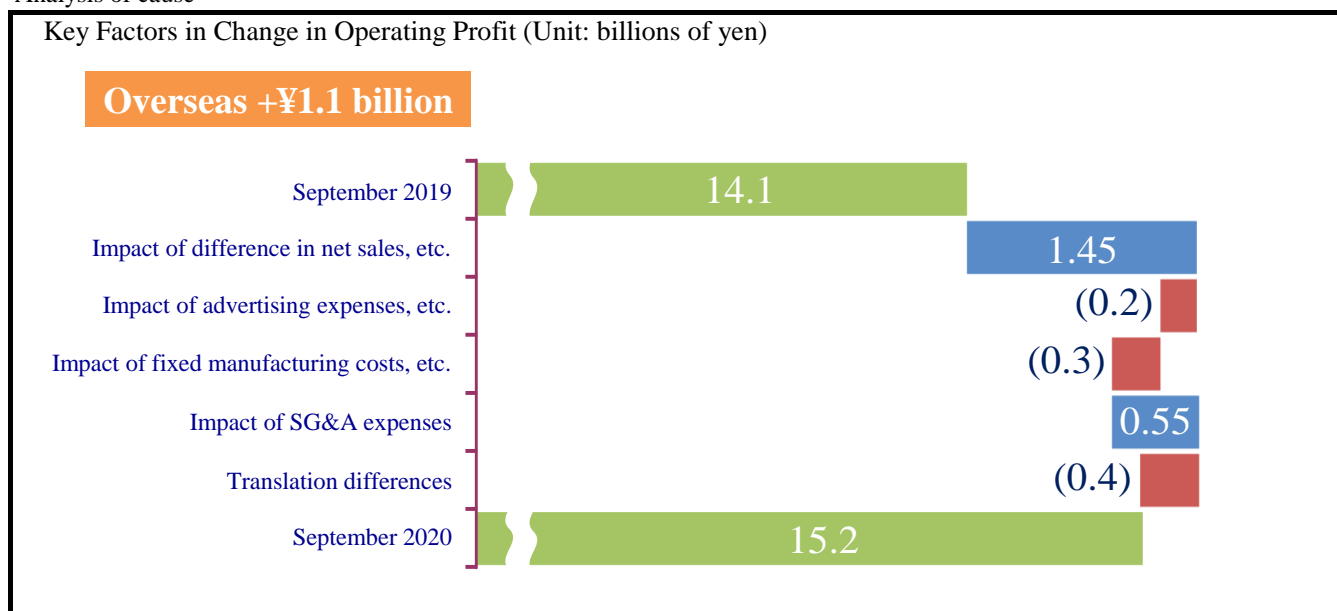 Analysis of cause
Key Factors in Change in Operating Profit (Unit: billions of yen)
Overseas +¥1.1 billion
September 2019
14.1
Impact of difference in net sales, etc.
1.45
Impact of advertising expenses, etc.
(0.2)
Impact of fixed manufacturing costs, etc.
(0.3)
Impact of SG&A expenses
0.55
Translation differences
(0.4)
September 2020
15.2